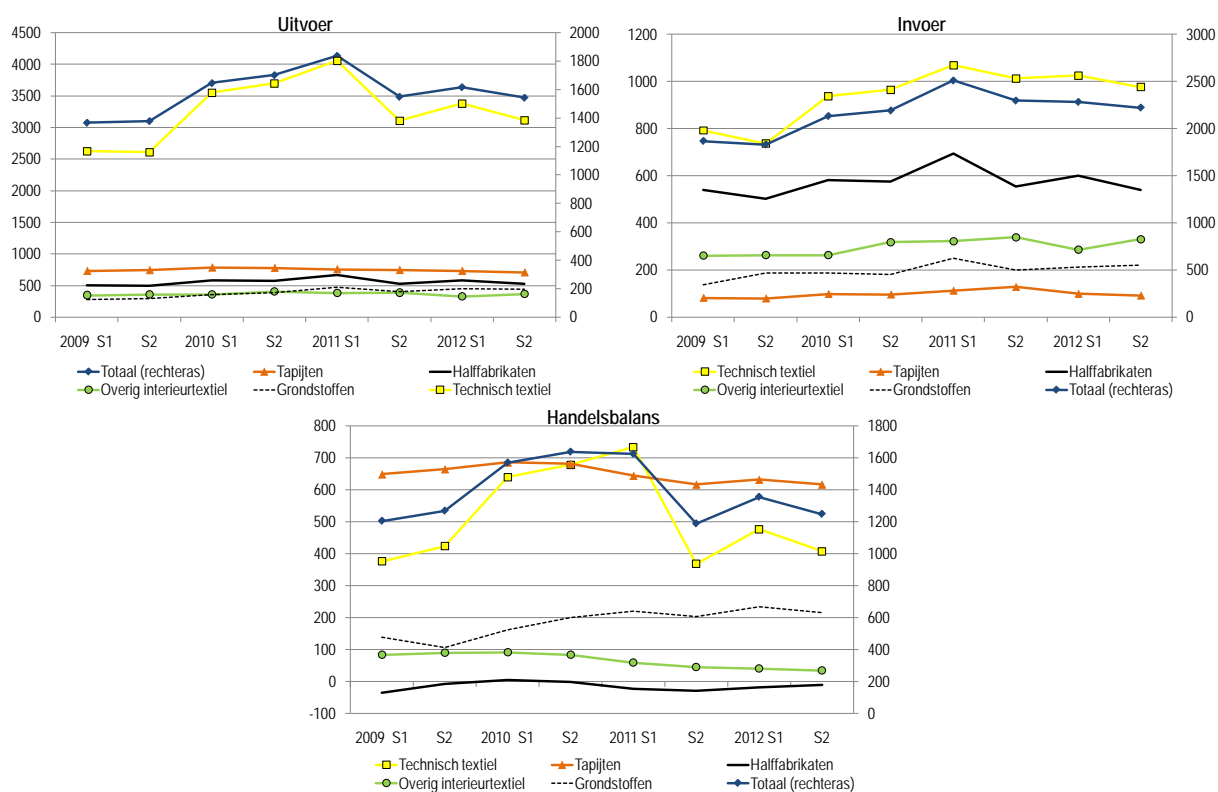 Uitvoer
4500 2000
4000 1800
3500 1600
3000 1400
2500 1200
2000 1000
1500 800
1000 600
500 400
0 200
0
2009 S1 S2 2010 S1 S2 2011 S1 S2 2012 S1 S2
Totaal (rechteras) Tapijten Halffabrikaten
Overig interieurtextiel Grondstoffen Technisch textiel
Invoer
1200 3000
1000 2500
800 2000
600 1500
400 1000
200 500
0 0
2009 S1 S2 2010 S1 S2 2011 S1 S2 2012 S1 S2
Technisch textiel Tapijten Halffabrikaten
Overig interieurtextiel Grondstoffen Totaal (rechteras)
Handelsbalans
800 1800
700 1600
600 1400
500 1200
400 1000
300 800
200 600
100 400
0 200
-100 0
2009 S1 S2 2010 S1 S2 2011 S1 S2 2012 S1 S2
Technisch textiel Tapijten Halffabrikaten
Overig interieurtextiel Grondstoffen Totaal (rechteras)